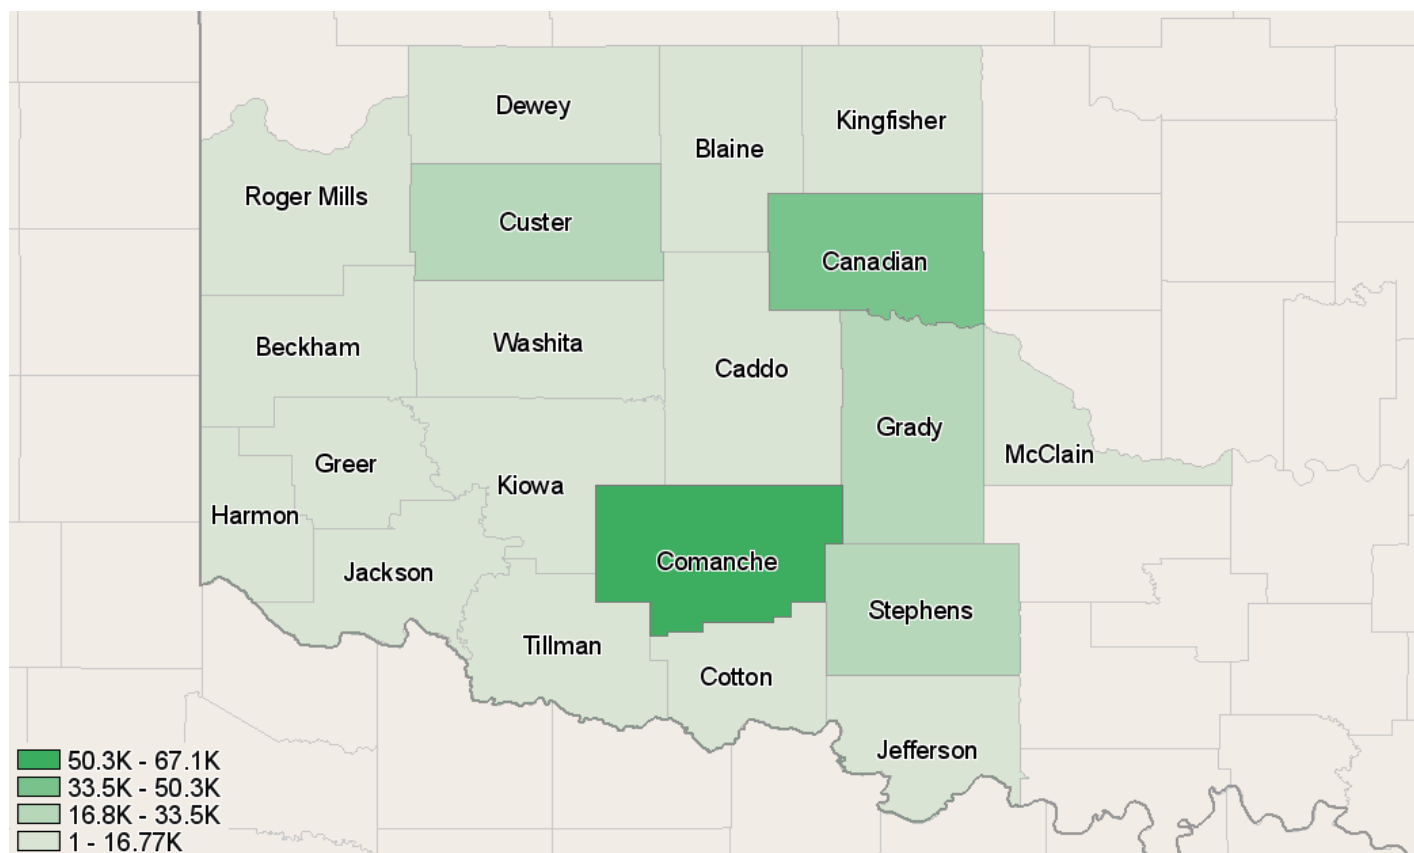 Dewey
Kingfisher
Blaine
Roger Mills
Custer
Canadian
Washita
Beckham
Caddo
Grady
McClain
Greer
Kiowa
Harmon
Comanche
Jackson
Stephens
Tillman
Cotton
Jefferson
50.3K - 67.1K
33.5K - 50.3K
16.8K - 33.5K
1 - 16.77K